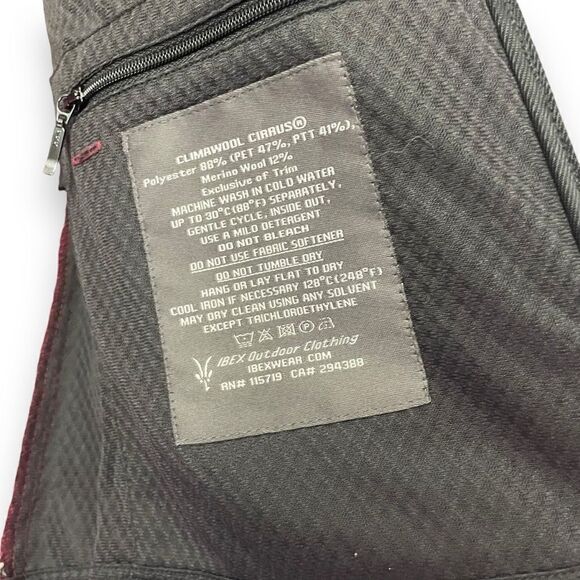 CLIMAWOOL CIRRUS®
Polyester 88% (PET 47%, PTT 41%),
Merino Wool 12%
Exclusive of Trim
MACHINE WASH IN COLD WATER
UP TO 30°C(88°F) SEPARATELY,
GENTLE CYCLE, INSIDE OUT,
USE A MILD DETERGENT
DO NOT BLEACH
DO NOT USE FABRIC SOFTENER
DO NOT TUMBLE DRY
HANG OR LAY FLAT TO DRY
COOL IRON IF NECESSARY 120°C(248°F)
MAY DRY CLEAN USING ANY SOLVENT
EXCEPT TRICHLOROETHYLENE
IBEX Outdoor Clothing
IBEXWEAR.COM
RN# 115719 CA# 294388